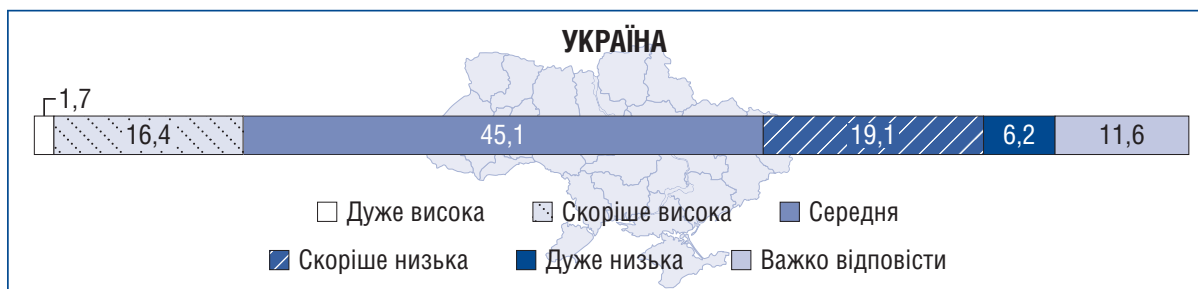 УКРАЇНА
1,7
16,4 45,1 19,1 6,2 11,6
Дуже висока Скоріше висока Середня
Скоріше низька Дуже низька Важко відповісти